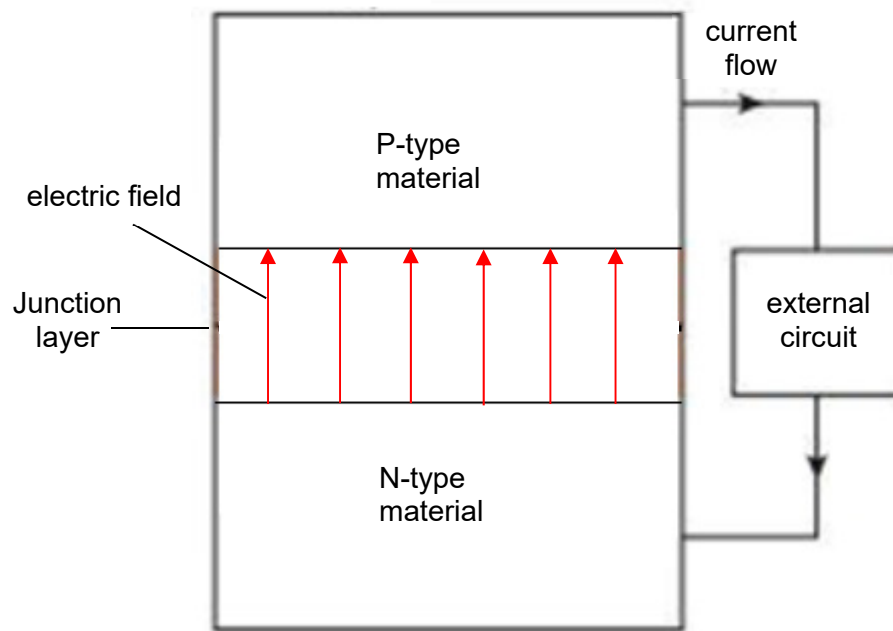 current
flow
P-type
material
electric field
Junction
layer
external
circuit
N-type
material